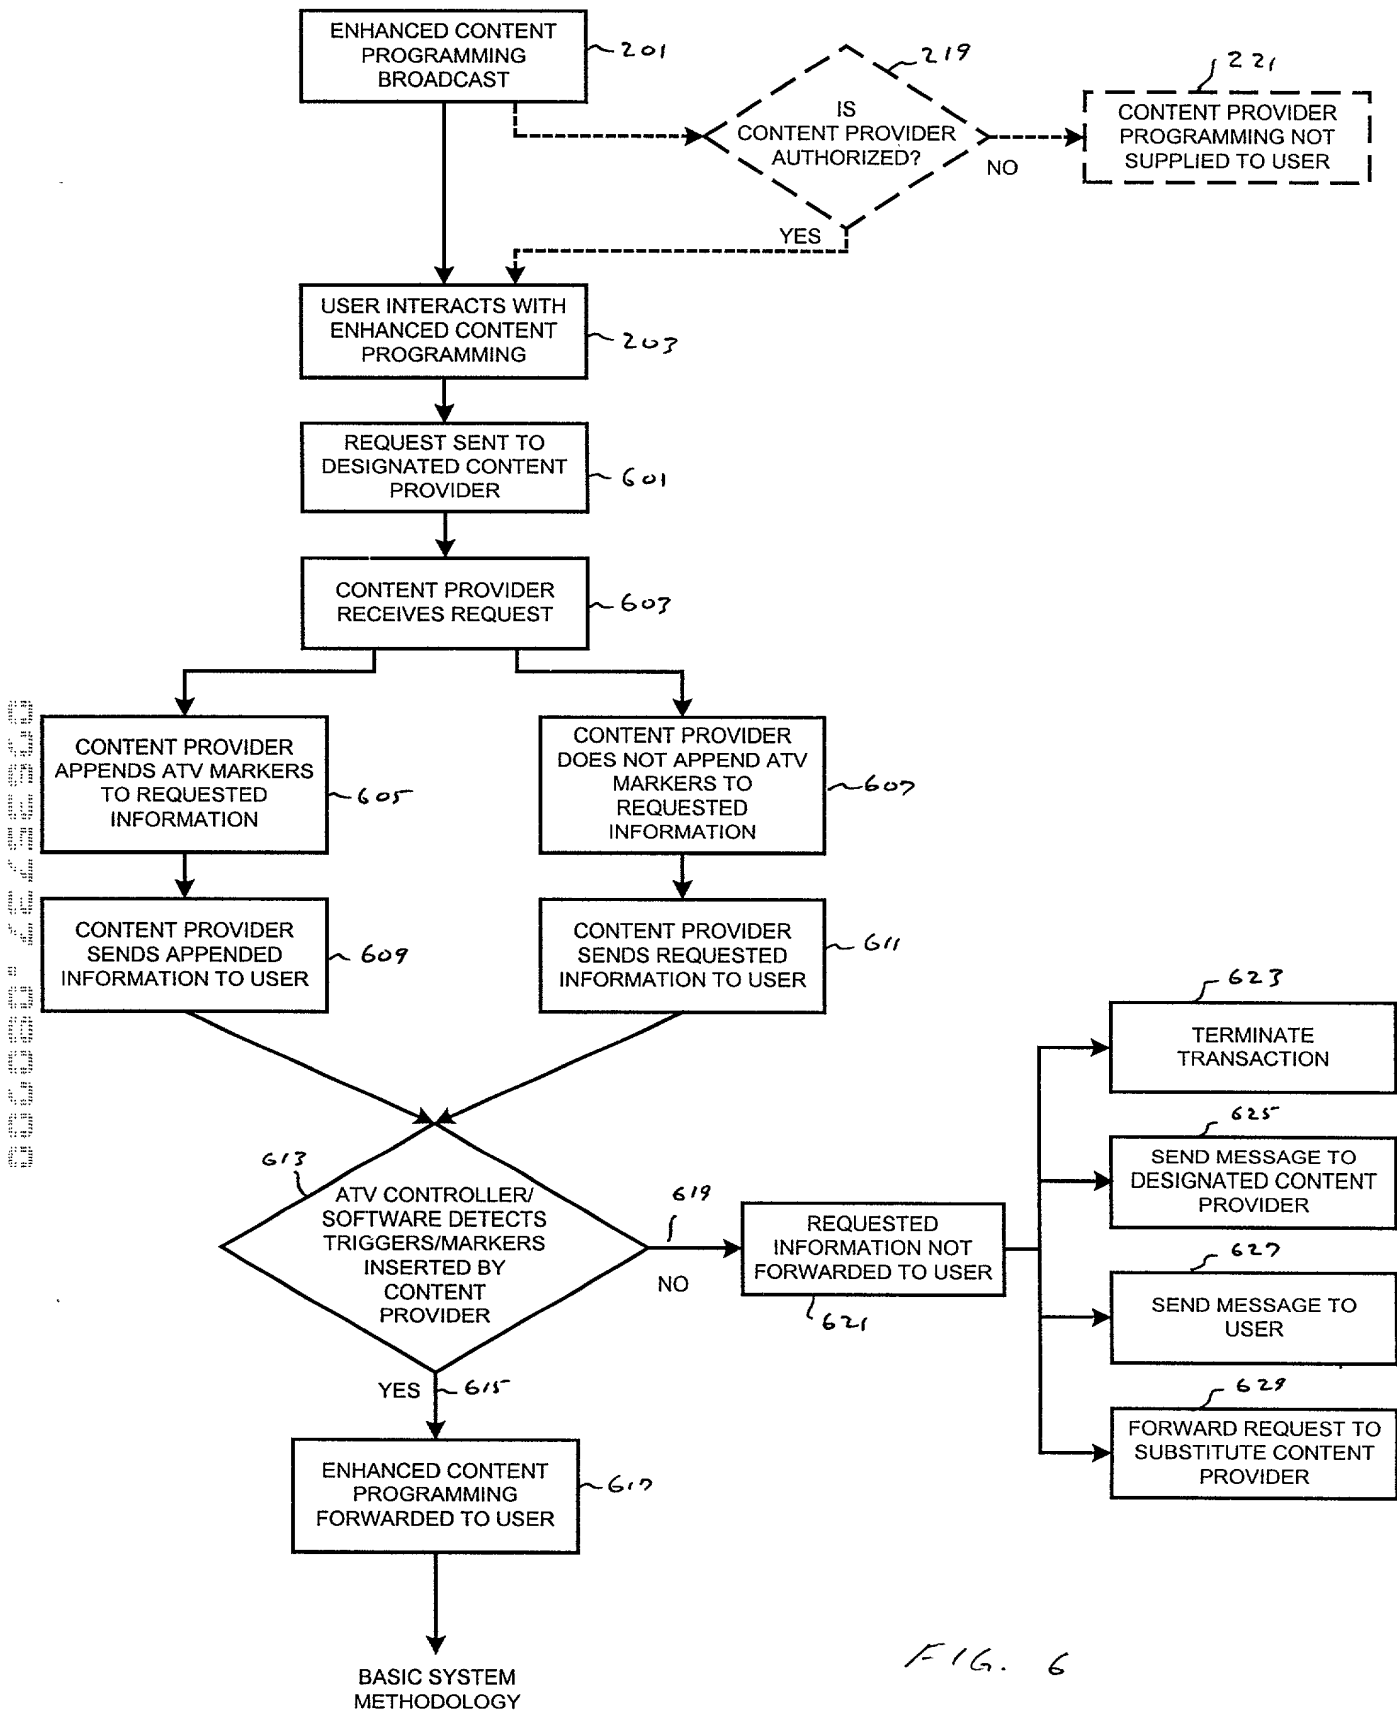 ENHANCED CONTENT
PROGRAMMING
BROADCAST
201
219
IS
CONTENT PROVIDER
AUTHORIZED?
NO
221
CONTENT PROVIDER
PROGRAMMING NOT
SUPPLIED TO USER
YES
USER INTERACTS WITH
ENHANCED CONTENT
PROGRAMMING
203
REQUEST SENT TO
DESIGNATED CONTENT
PROVIDER
601
CONTENT PROVIDER
RECEIVES REQUEST
603
CONTENT PROVIDER
APPENDS ATV MARKERS
TO REQUESTED
INFORMATION
605
CONTENT PROVIDER
DOES NOT APPEND ATV
MARKERS TO
REQUESTED
INFORMATION
607
CONTENT PROVIDER
SENDS APPENDED
INFORMATION TO USER
609
CONTENT PROVIDER
SENDS REQUESTED
INFORMATION TO USER
611
613
ATV CONTROLLER/
SOFTWARE DETECTS
TRIGGERS/MARKERS
INSERTED BY
CONTENT
PROVIDER
619
NO
REQUESTED
INFORMATION NOT
FORWARDED TO USER
621
623
TERMINATE
TRANSACTION
625
SEND MESSAGE TO
DESIGNATED CONTENT
PROVIDER
627
SEND MESSAGE TO
USER
629
FORWARD REQUEST TO
SUBSTITUTE CONTENT
PROVIDER
YES
615
ENHANCED CONTENT
PROGRAMMING
FORWARDED TO USER
617
BASIC SYSTEM
METHODOLOGY
FIG. 6